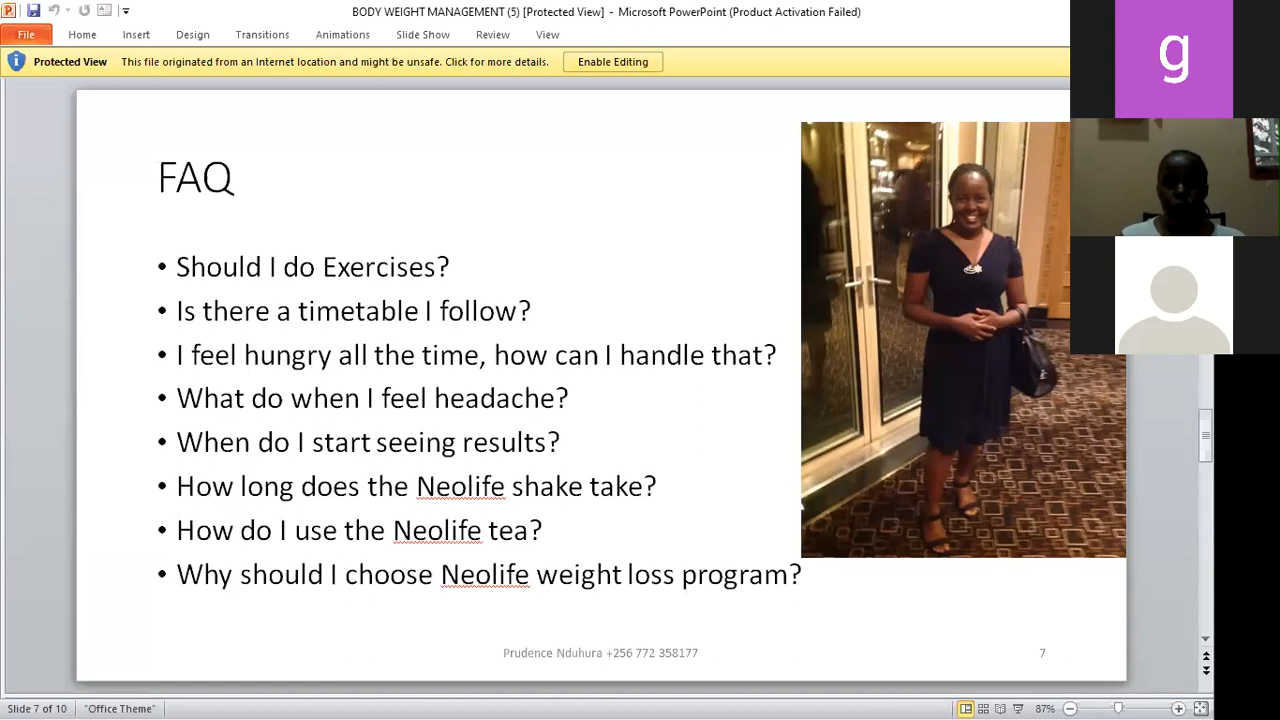 BODY WEIGHT MANAGEMENT (5) [Protected View] - Microsoft PowerPoint (Product Activation Failed)
File Home Insert Design Transitions Animations Slide Show Review View
Protected View This file originated from an Internet location and might be unsafe. Click for more details. Enable Editing
g
FAQ
• Should I do Exercises?
• Is there a timetable I follow?
• I feel hungry all the time, how can I handle that?
• What do when I feel headache?
• When do I start seeing results?
• How long does the Neolife shake take?
• How do I use the Neolife tea?
• Why should I choose Neolife weight loss program?
Prudence Nduhura +256 772 358177 7
Slide 7 of 10 "Office Theme" 87%